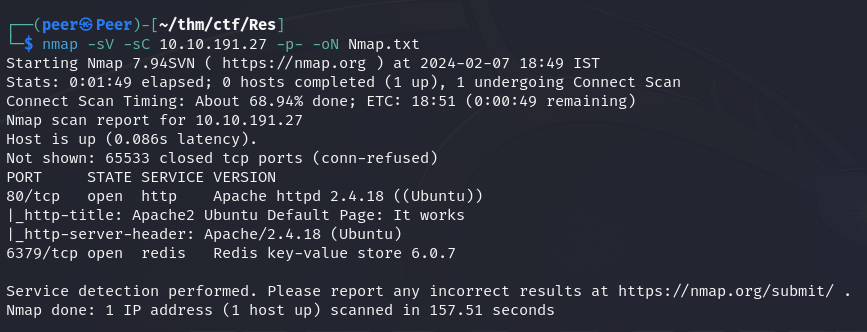 ┌──(peer㉿Peer)-[~/thm/ctf/Res]
└─$ nmap -sV -sC 10.10.191.27 -p- -oN Nmap.txt
Starting Nmap 7.94SVN ( https://nmap.org ) at 2024-02-07 18:49 IST
Stats: 0:01:49 elapsed; 0 hosts completed (1 up), 1 undergoing Connect Scan
Connect Scan Timing: About 68.94% done; ETC: 18:51 (0:00:49 remaining)
Nmap scan report for 10.10.191.27
Host is up (0.086s latency).
Not shown: 65533 closed tcp ports (conn-refused)
PORT     STATE SERVICE VERSION
80/tcp   open  http    Apache httpd 2.4.18 ((Ubuntu))
|_http-title: Apache2 Ubuntu Default Page: It works
|_http-server-header: Apache/2.4.18 (Ubuntu)
6379/tcp open  redis   Redis key-value store 6.0.7
Service detection performed. Please report any incorrect results at https://nmap.org/submit/ .
Nmap done: 1 IP address (1 host up) scanned in 157.51 seconds